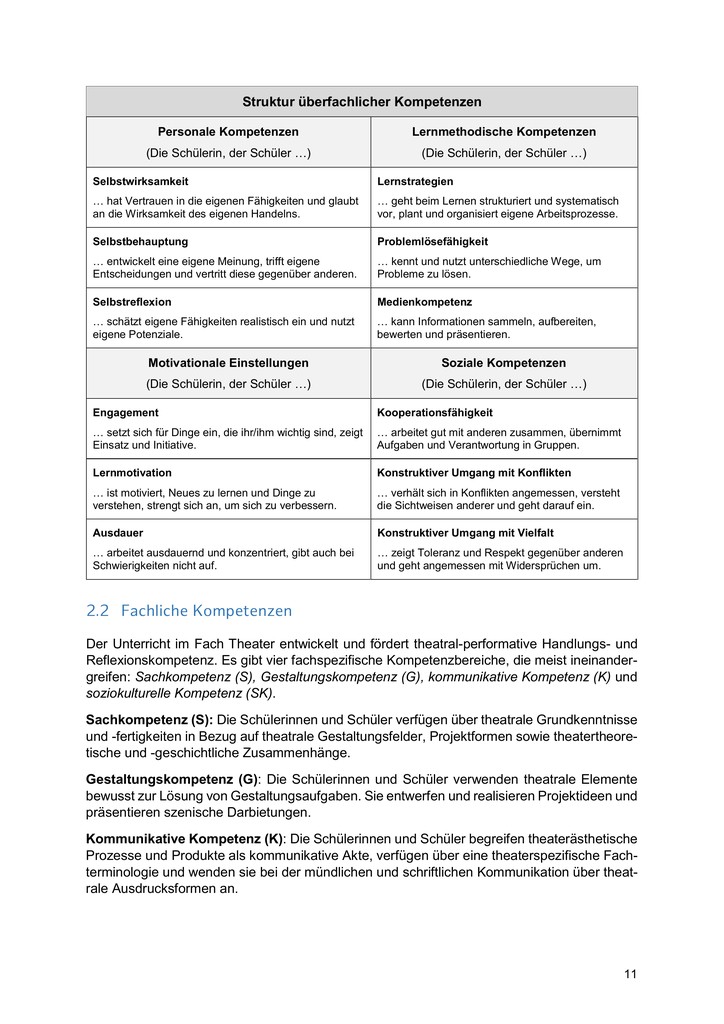 Struktur überfachlicher Kompetenzen
Personale Kompetenzen
(Die Schülerin, der Schüler …)
Lernmethodische Kompetenzen
(Die Schülerin, der Schüler …)
Selbstwirksamkeit
… hat Vertrauen in die eigenen Fähigkeiten und glaubt
an die Wirksamkeit des eigenen Handelns.
Lernstrategien
… geht beim Lernen strukturiert und systematisch
vor, plant und organisiert eigene Arbeitsprozesse.
Selbstbehauptung
… entwickelt eine eigene Meinung, trifft eigene
Entscheidungen und vertritt diese gegenüber anderen.
Problemlösefähigkeit
… kennt und nutzt unterschiedliche Wege, um
Probleme zu lösen.
Selbstreflexion
… schätzt eigene Fähigkeiten realistisch ein und nutzt
eigene Potenziale.
Medienkompetenz
… kann Informationen sammeln, aufbereiten,
bewerten und präsentieren.
Motivationale Einstellungen
(Die Schülerin, der Schüler …)
Soziale Kompetenzen
(Die Schülerin, der Schüler …)
Engagement
… setzt sich für Dinge ein, die ihr/ihm wichtig sind, zeigt
Einsatz und Initiative.
Kooperationsfähigkeit
… arbeitet gut mit anderen zusammen, übernimmt
Aufgaben und Verantwortung in Gruppen.
Lernmotivation
… ist motiviert, Neues zu lernen und Dinge zu
verstehen, strengt sich an, um sich zu verbessern.
Konstruktiver Umgang mit Konflikten
… verhält sich in Konflikten angemessen, versteht
die Sichtweisen anderer und geht darauf ein.
Ausdauer
… arbeitet ausdauernd und konzentriert, gibt auch bei
Schwierigkeiten nicht auf.
Konstruktiver Umgang mit Vielfalt
… zeigt Toleranz und Respekt gegenüber anderen
und geht angemessen mit Widersprüchen um.
2.2 Fachliche Kompetenzen
Der Unterricht im Fach Theater entwickelt und fördert theatral-performative Handlungs- und
Reflexionskompetenz. Es gibt vier fachspezifische Kompetenzbereiche, die meist ineinander-
greifen: Sachkompetenz (S), Gestaltungskompetenz (G), kommunikative Kompetenz (K) und
soziokulturelle Kompetenz (SK).
Sachkompetenz (S): Die Schülerinnen und Schüler verfügen über theatrale Grundkenntnisse
und -fertigkeiten in Bezug auf theatrale Gestaltungsfelder, Projektformen sowie theatertheore-
tische und -geschichtliche Zusammenhänge.
Gestaltungskompetenz (G): Die Schülerinnen und Schüler verwenden theatrale Elemente
bewusst zur Lösung von Gestaltungsaufgaben. Sie entwerfen und realisieren Projektideen und
präsentieren szenische Darbietungen.
Kommunikative Kompetenz (K): Die Schülerinnen und Schüler begreifen theaterästhetische
Prozesse und Produkte als kommunikative Akte, verfügen über eine theaterspezifische Fach-
terminologie und wenden sie bei der mündlichen und schriftlichen Kommunikation über theat-
rale Ausdrucksformen an.
11